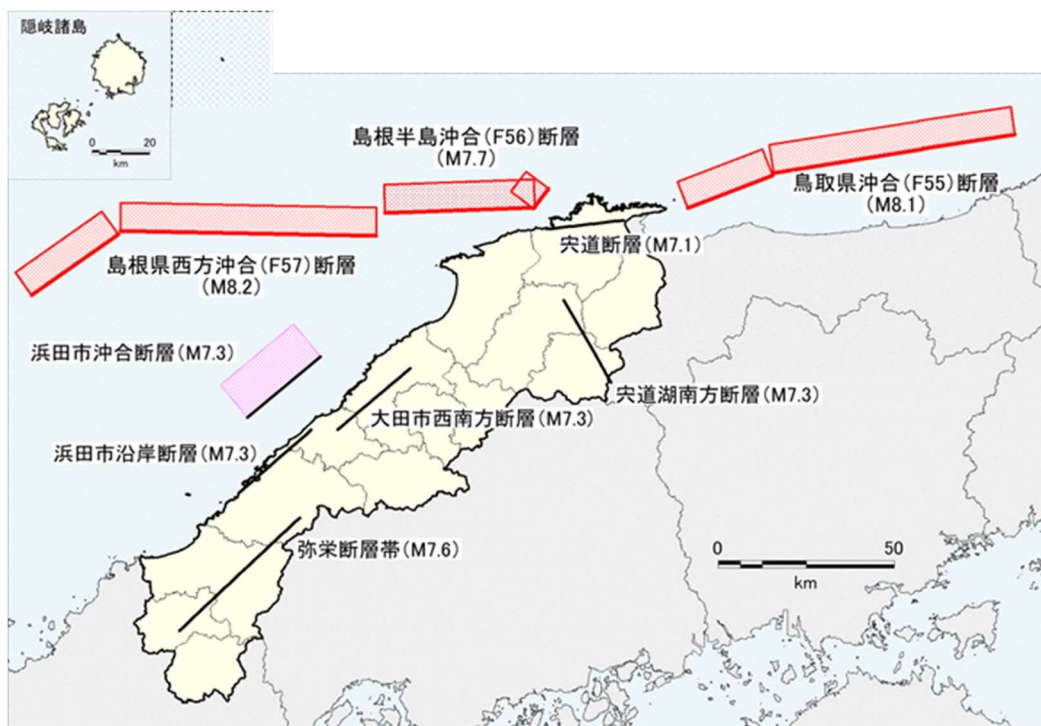 隠岐諸島
0 20
km
島根半島沖合(F56)断層
(M7.7)
鳥取県沖合(F55)断層
(M8.1)
宍道断層(M7.1)
島根県西方沖合(F57)断層
(M8.2)
浜田市沖合断層(M7.3)
宍道湖南方断層(M7.3)
大田市西南方断層(M7.3)
浜田市沿岸断層(M7.3)
弥栄断層帯(M7.6)
0 50
km